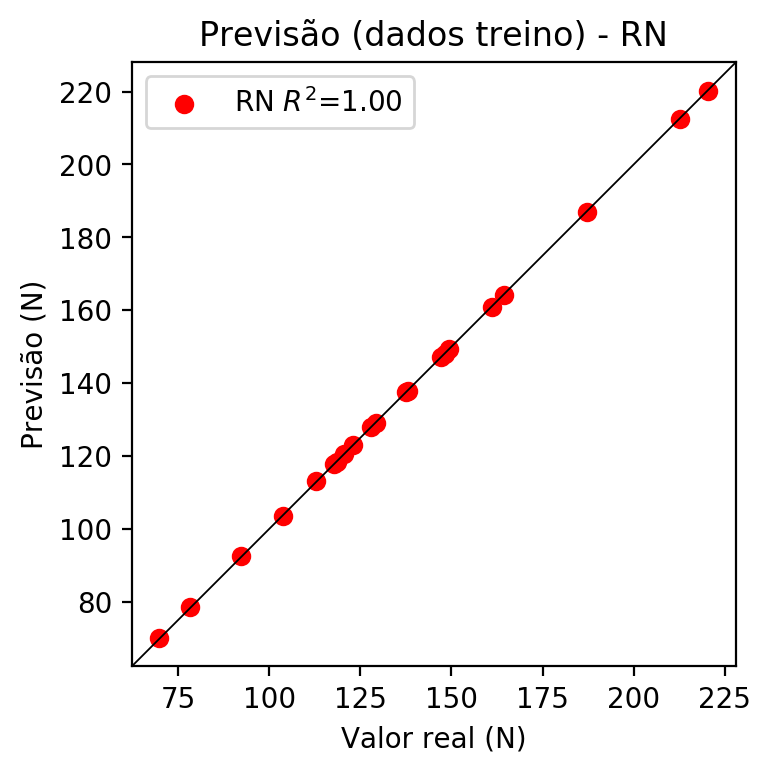 Previsão (dados treino) - RN
RN R²=1.00
Previsão (N)
220
200
180
160
140
120
100
80
75 100 125 150 175 200 225
Valor real (N)